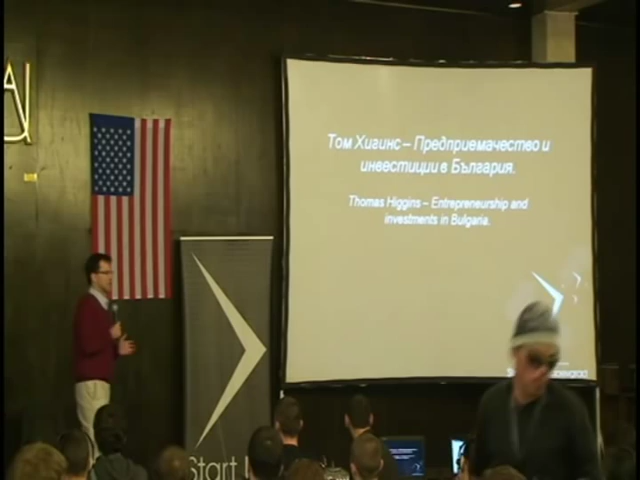 Том Хигинс – Предприемачество и
инвестиции в България.
Thomas Higgins – Entrepreneurship and
investments in Bulgaria.
Start